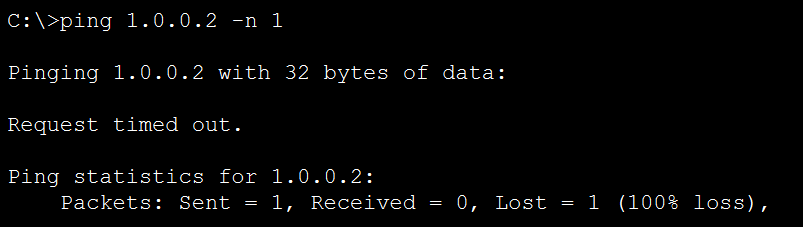 C:\>ping 1.0.0.2 -n 1
Pinging 1.0.0.2 with 32 bytes of data:
Request timed out.
Ping statistics for 1.0.0.2:
Packets: Sent = 1, Received = 0, Lost = 1 (100% loss),